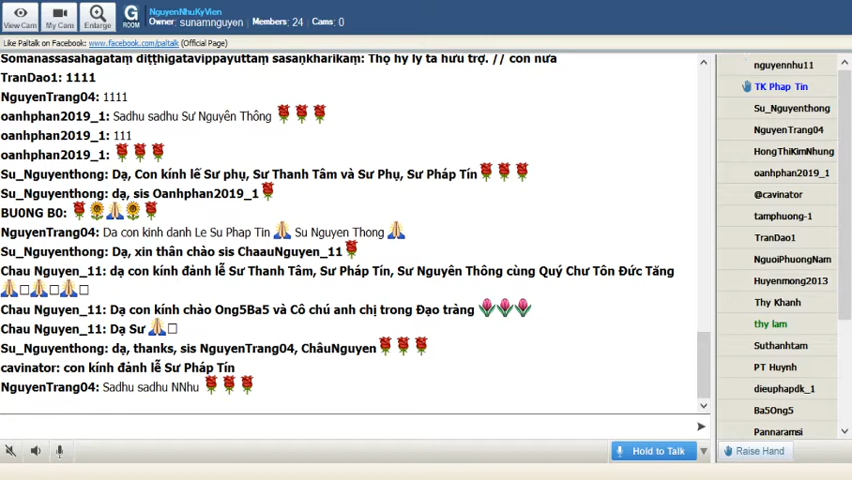 NguyenNhuKyVien
G
ROOM
Owner: sunamnguyen Members: 24 Cams: 0
View Cam My Cam Enlarge
Like Paltalk on Facebook: www.facebook.com/paltalk (Official Page)
Somanassasahagataṃ diṭṭhigatavippayuttaṃ sasaṅkhārikaṃ: Thọ hỷ ly tà hữu trợ. // con nưa
TranDao1: 1111
NguyenTrang04: 1111
oanhphan2019_1: Sadhu sadhu Sư Nguyên Thông
oanhphan2019_1: 111
oanhphan2019_1:
Su_Nguyenthong: Dạ, Con kính lễ Sư phụ, Sư Thanh Tâm và Sư Phụ, Sư Pháp Tín
Su_Nguyenthong: dạ, sis Oanhphan2019_1
BU0NG B0:
NguyenTrang04: Da con kinh danh Le Su Phap Tin Su Nguyen Thong
Su_Nguyenthong: Dạ, xin thân chào sis ChaauNguyen_11
Chau Nguyen_11: dạ con kính đảnh lễ Sư Thanh Tâm, Sư Pháp Tín, Sư Nguyên Thông cùng Quý Chư Tôn Đức Tăng
Chau Nguyen_11: Dạ con kính chào Ong5Ba5 và Cô chú anh chị trong Đạo tràng
Chau Nguyen_11: Dạ Sư
Su_Nguyenthong: dạ, thanks, sis NguyenTrang04, ChâuNguyen
cavinator: con kính đảnh lễ Sư Pháp Tín
NguyenTrang04: Sadhu sadhu NNhu
Hold to Talk
nguyennhu11
TK Phap Tin
Su_Nguyenthong
NguyenTrang04
HongThiKimNhung
oanhphan2019_1
@cavinator
tamphuong-1
TranDao1
NguoiPhuongNam
Huyenmong2013
Thy Khanh
thy lam
Suthanhtam
PT Huynh
dieuphapdk_1
Ba5Ong5
Pannaramsi
Raise Hand